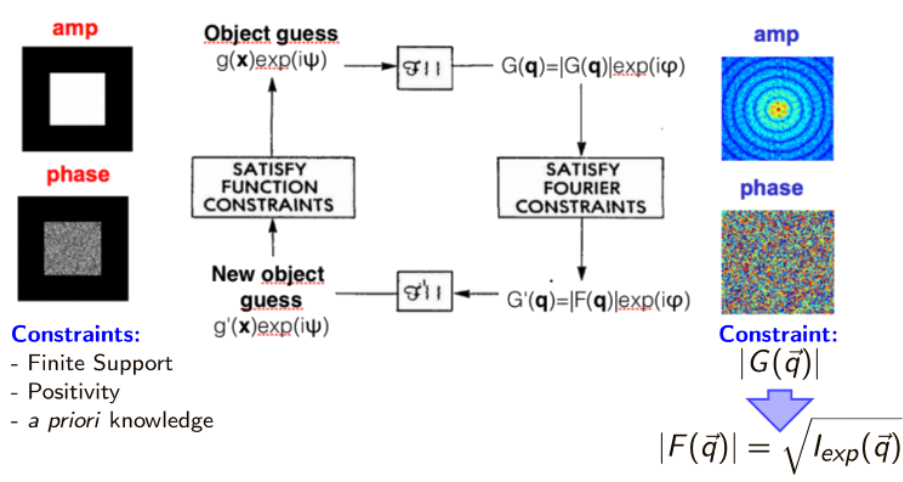 amp
phase
Constraints:
- Finite Support
- Positivity
- a priori knowledge
Object guess
g(x)exp(iψ)
ℱ{ }
G(q)=|G(q)|exp(iφ)
SATISFY
FUNCTION
CONSTRAINTS
SATISFY
FOURIER
CONSTRAINTS
New object
guess
g'(x)exp(iψ)
G'(q)=|F(q)|exp(iφ)
amp
phase
Constraint:
|G(q⃗)|
|F(q⃗)| = √I_exp(q⃗)